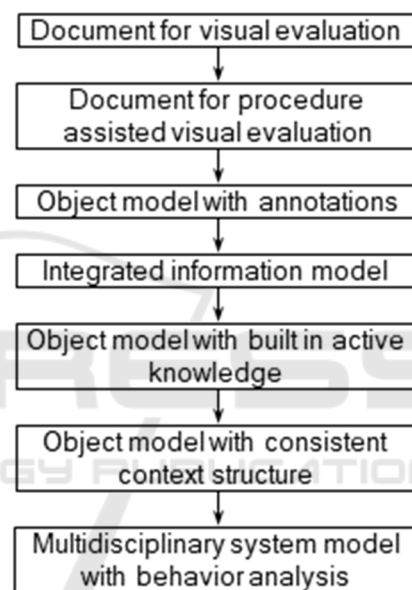 Document for visual evaluation
Document for procedure
assisted visual evaluation
Object model with annotations
Integrated information model
Object model with built in active
knowledge
Object model with consistent
context structure
Multidisciplinary system model
with behavior analysis